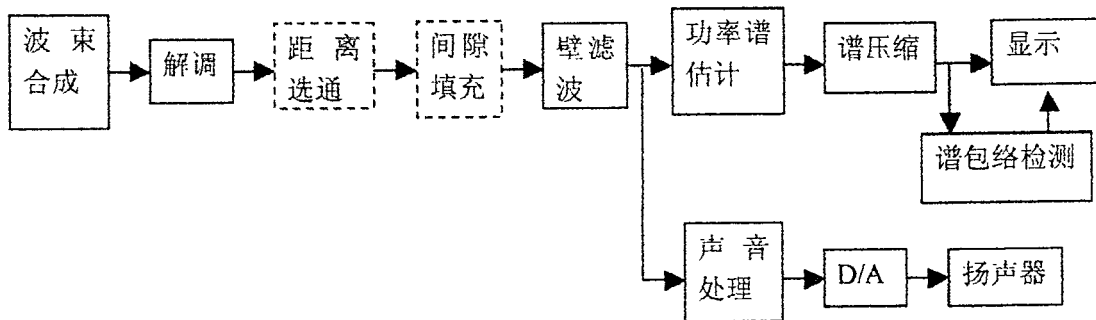 波束
合成
解调
距离
选通
间隙
填充
壁滤
波
功率谱
估计
谱压缩
显示
谱包络检测
声音
处理
D/A
扬声器